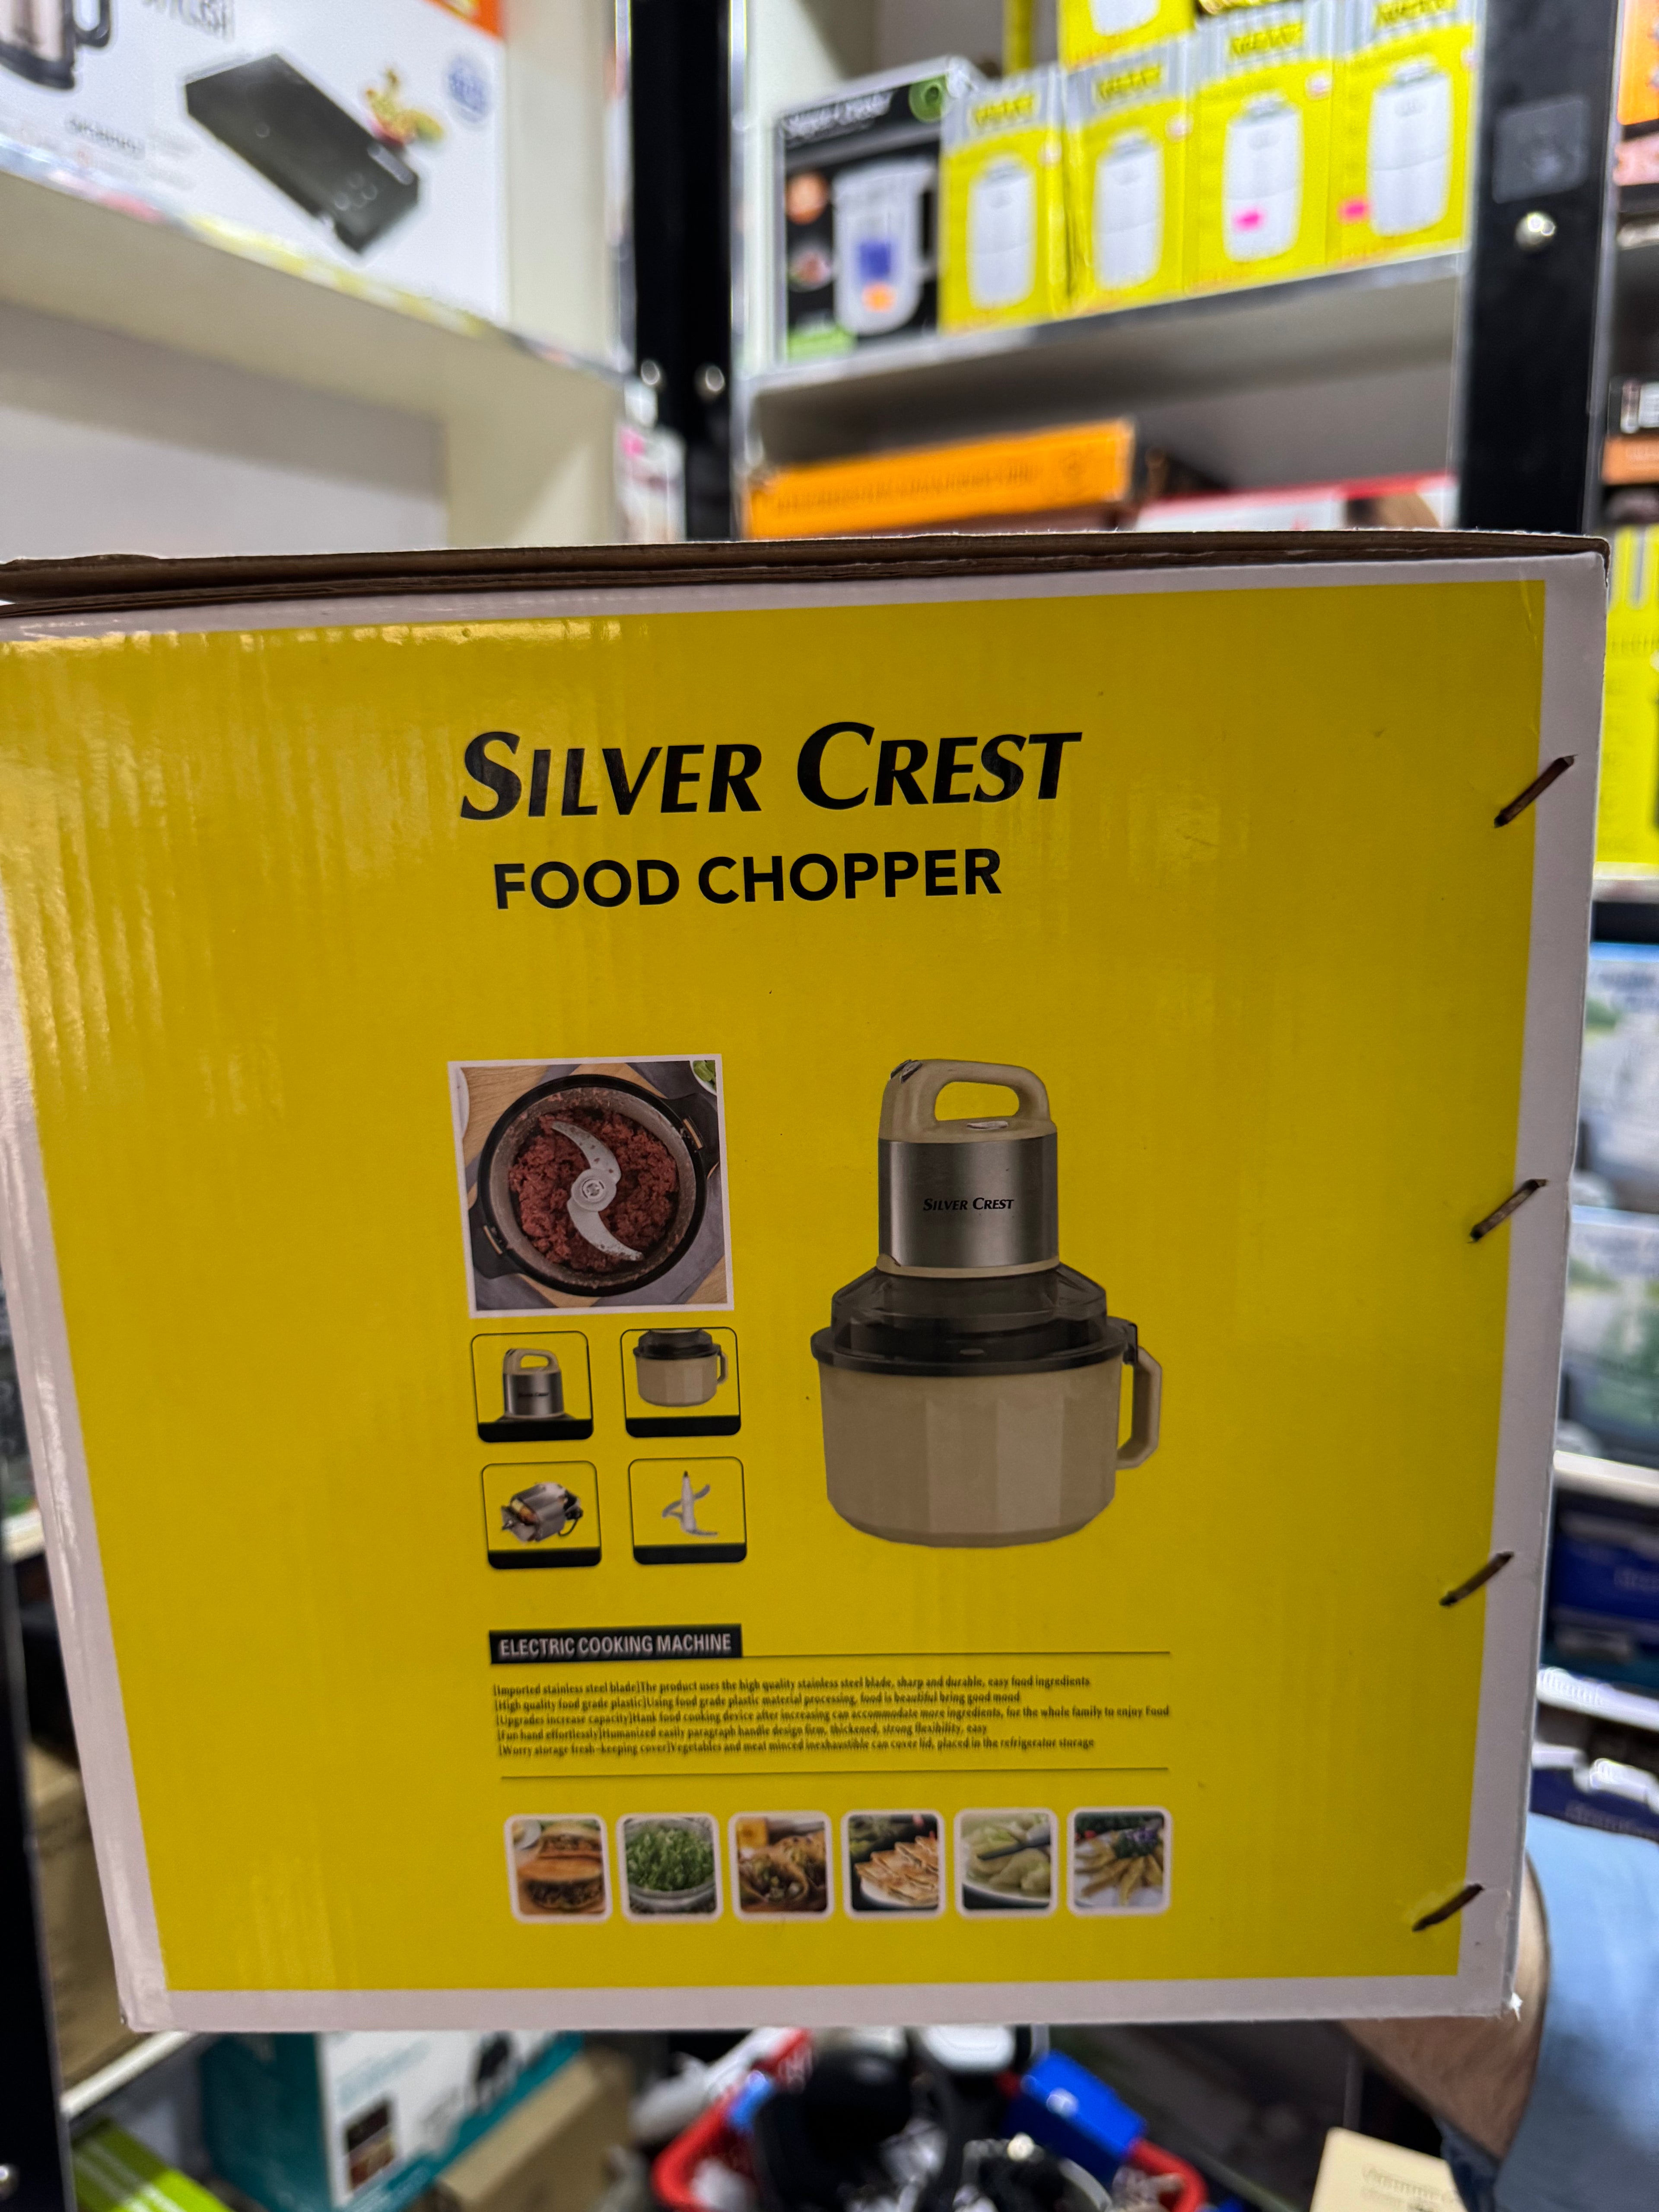 SILVER CREST
FOOD CHOPPER
SILVER CREST
ELECTRIC COOKING MACHINE
[Imported stainless steel blade]The product uses the high quality stainless steel blade, sharp and durable, easy food ingredients
[High quality food grade plastic]Using food grade plastic material processing, food is beautiful bring good mood
[Upgrades increase capacity]Hank food cooking device after increasing can accommodate more ingredients, for the whole family to enjoy Food
[Fun hand effortlessly]Humanized easily paragraph handle design firm, thickened, strong flexibility, easy
[Worry storage fresh-keeping cover]Vegetables and meat minced inexhaustible can cover lid, placed in the refrigerator storage